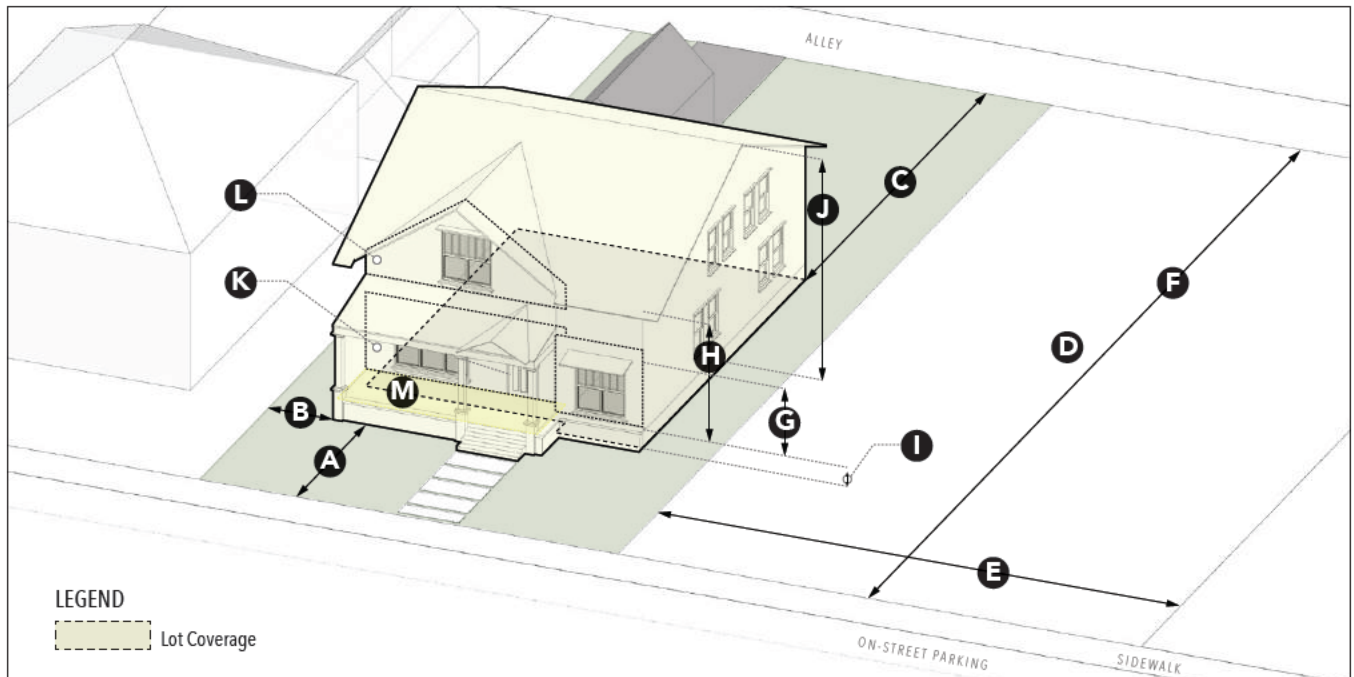 ALLEY
L
C
J
K
F
H
D
M
B
G
I
A
E
LEGEND
Lot Coverage
ON-STREET PARKING
SIDEWALK